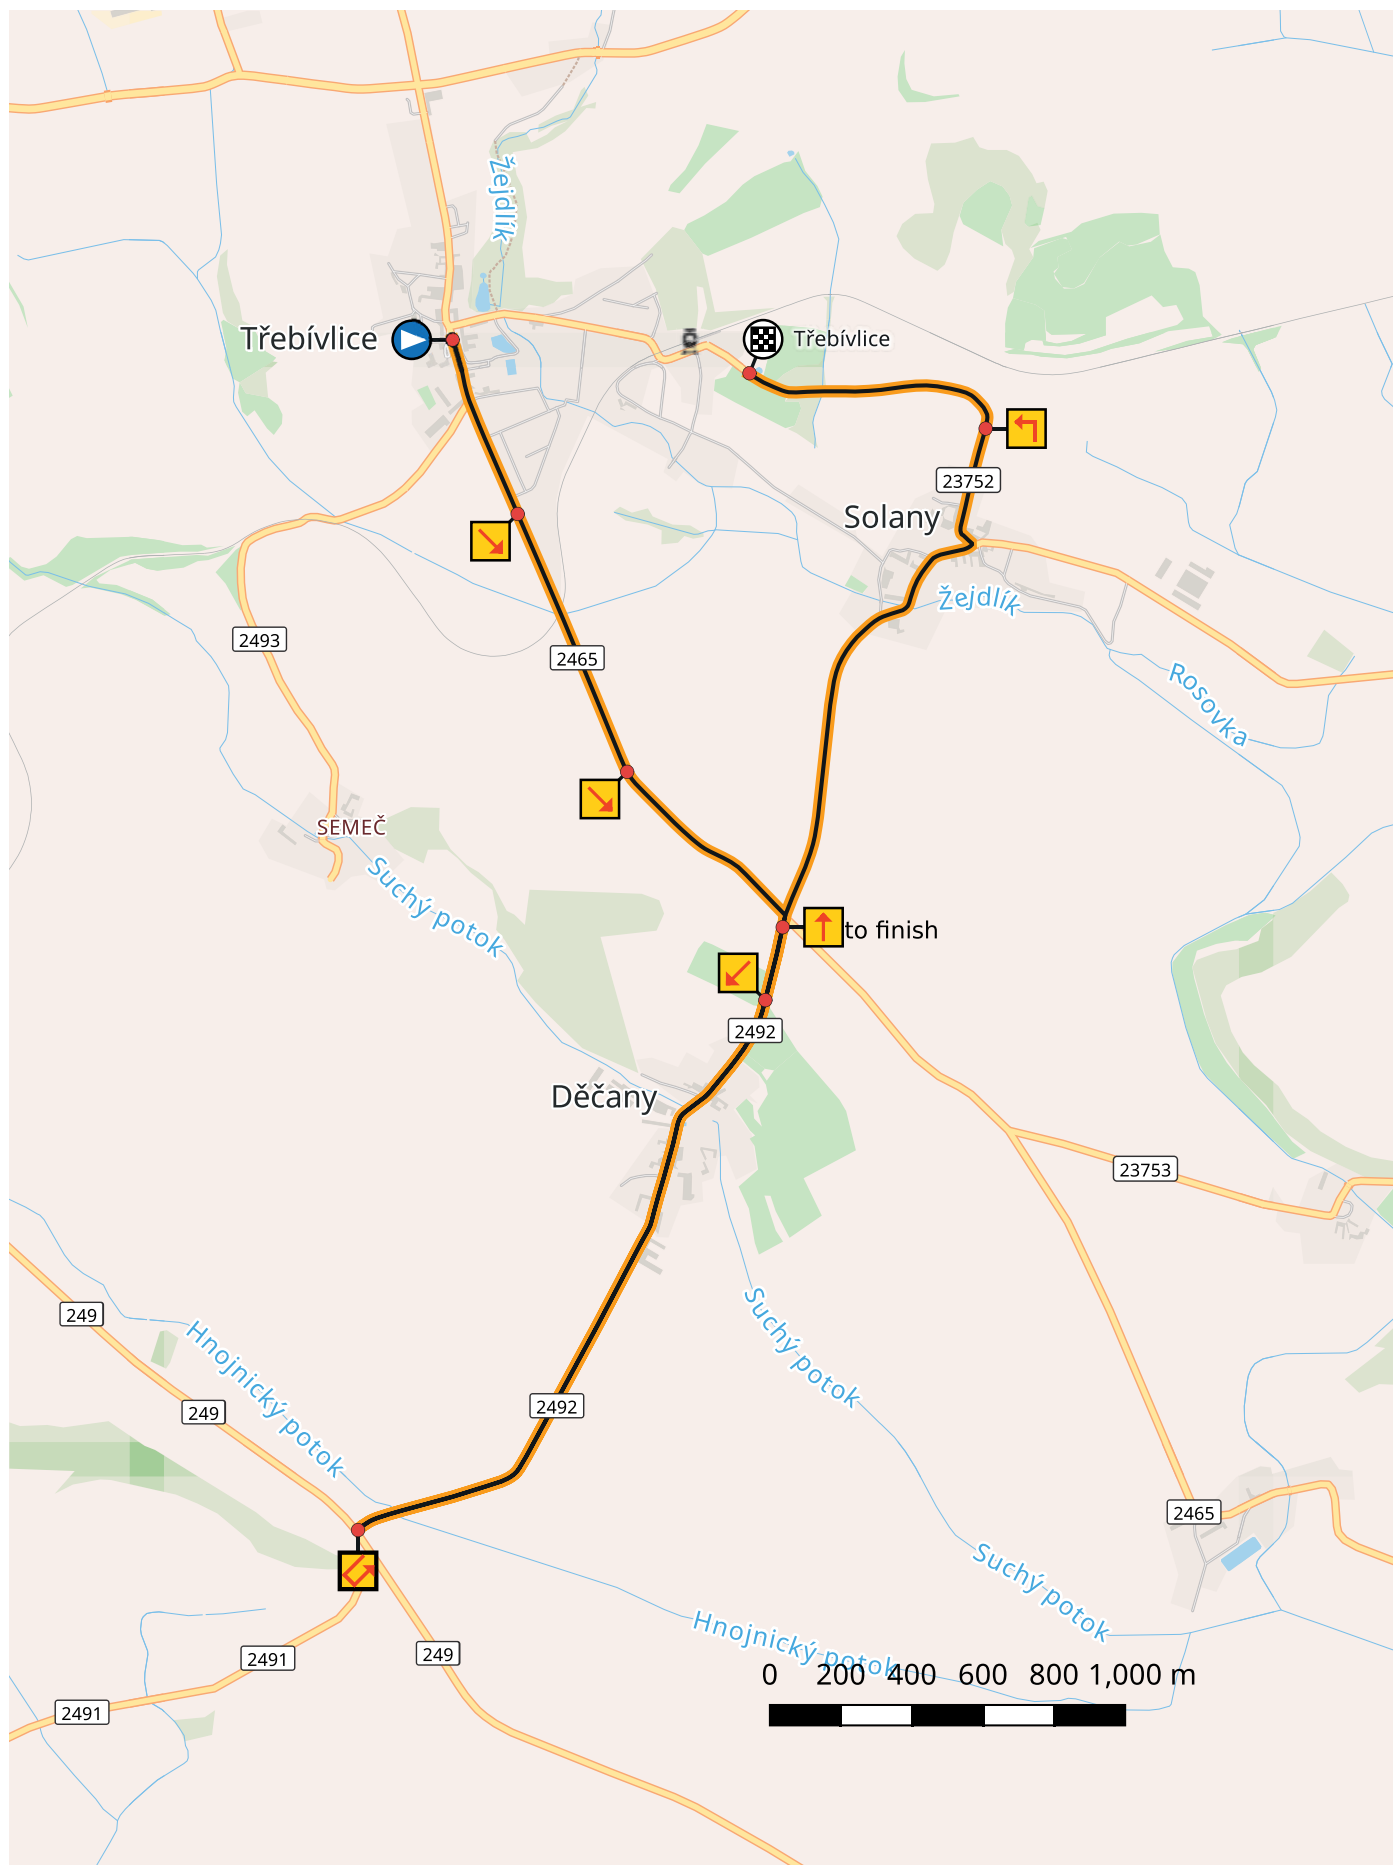 Žejdlík
Třebívlice
Třebívlice
23752
Solany
Žejdlík
2493
2465
Rosovka
SEMEČ
Suchý potok
to finish
2492
Děčany
23753
249
Suchý potok
Hnojnický potok
2492
249
2465
Suchý potok
Hnojnický potok
2491
249
0 200 400 600 800 1,000 m
2491